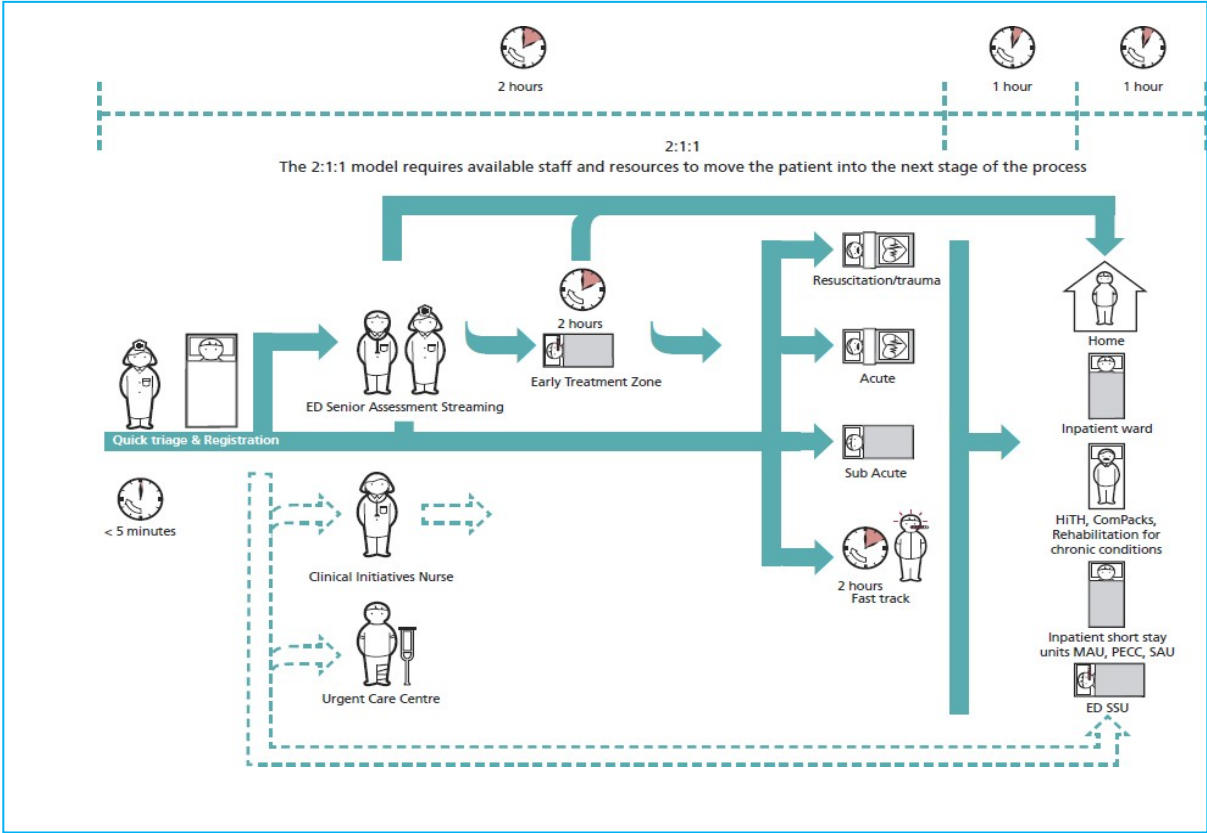 2 hours
1 hour
1 hour
2:1:1
The 2:1:1 model requires available staff and resources to move the patient into the next stage of the process
Resuscitation/trauma
2 hours
Early Treatment Zone
Home
Acute
ED Senior Assessment Streaming
Inpatient ward
Quick triage & Registration
Sub Acute
< 5 minutes
HiTH, ComPacks,
Rehabilitation for
chronic conditions
Clinical Initiatives Nurse
2 hours
Fast track
Inpatient short stay
units MAU, PECC, SAU
Urgent Care Centre
ED SSU